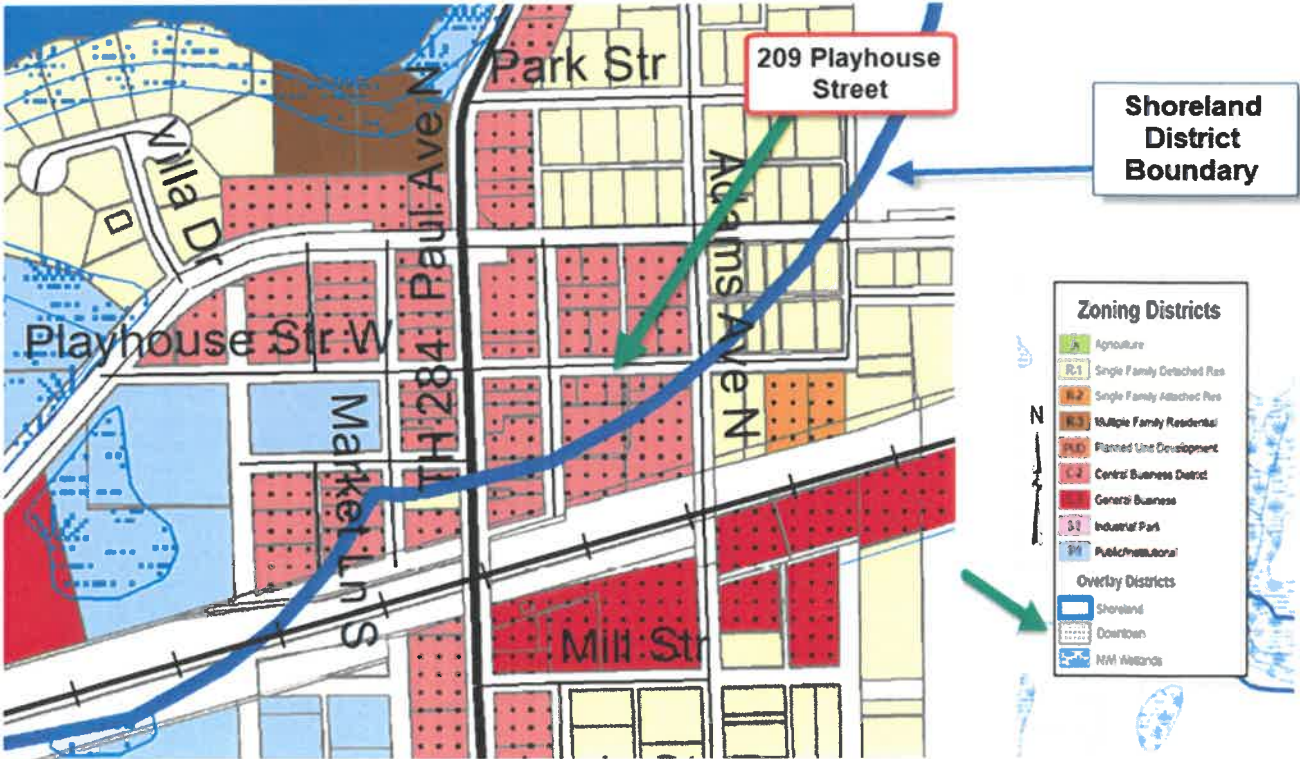 Park Str
209 Playhouse
Street
Shoreland
District
Boundary
Villa Dr
TH 284 Paul Ave N
Adams Ave N
Playhouse Str W
Market Ln S
Mill Str
N
Zoning Districts
Agriculture
R-1 Single Family Detached Res
R-2 Single Family Attached Res
R-3 Multiple Family Residential
PUD Planned Unit Development
C-2 Central Business District
General Business
Industrial Park
Public/Institutional
Overlay Districts
Shoreland
Downtown
NWI Wetlands